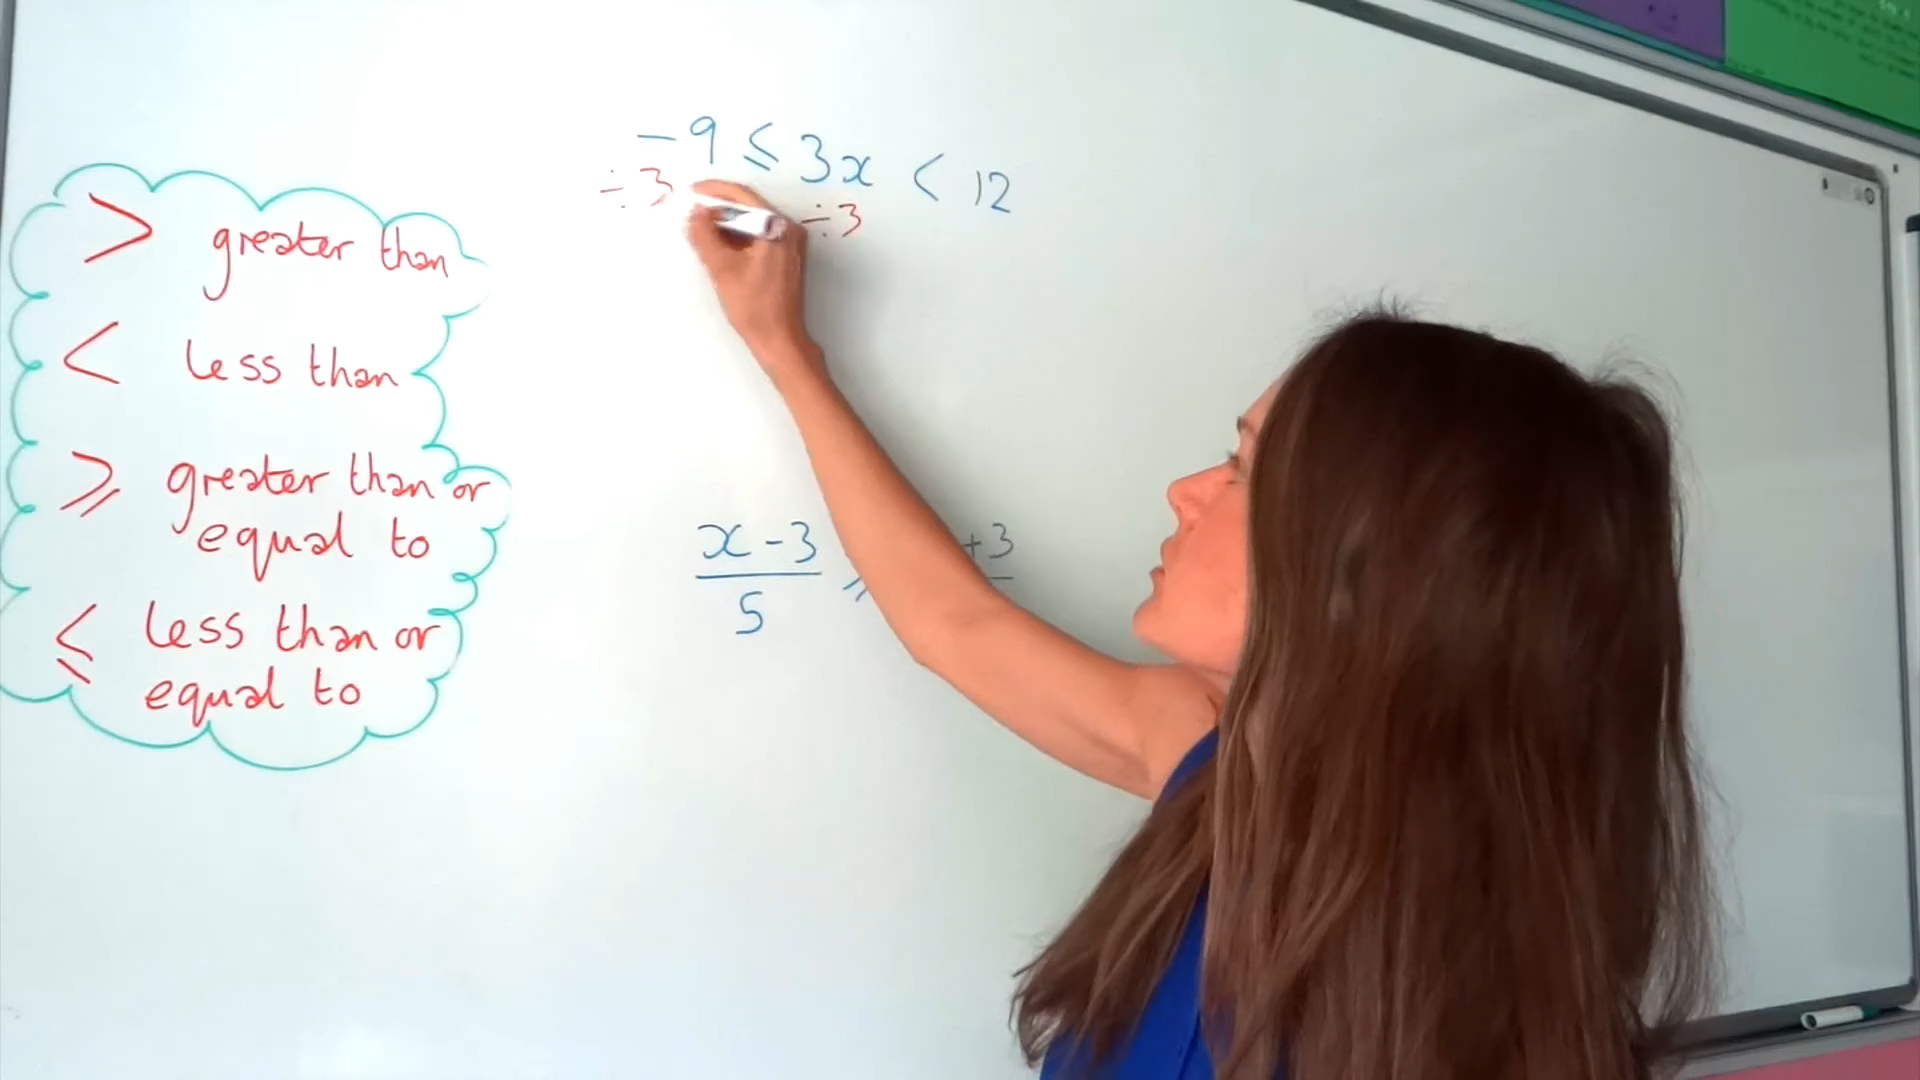 > greater than
< less than
⩾ greater than or
equal to
⩽ less than or
equal to
-9 ⩽ 3x < 12
÷3 ÷3
x-3 +3
5